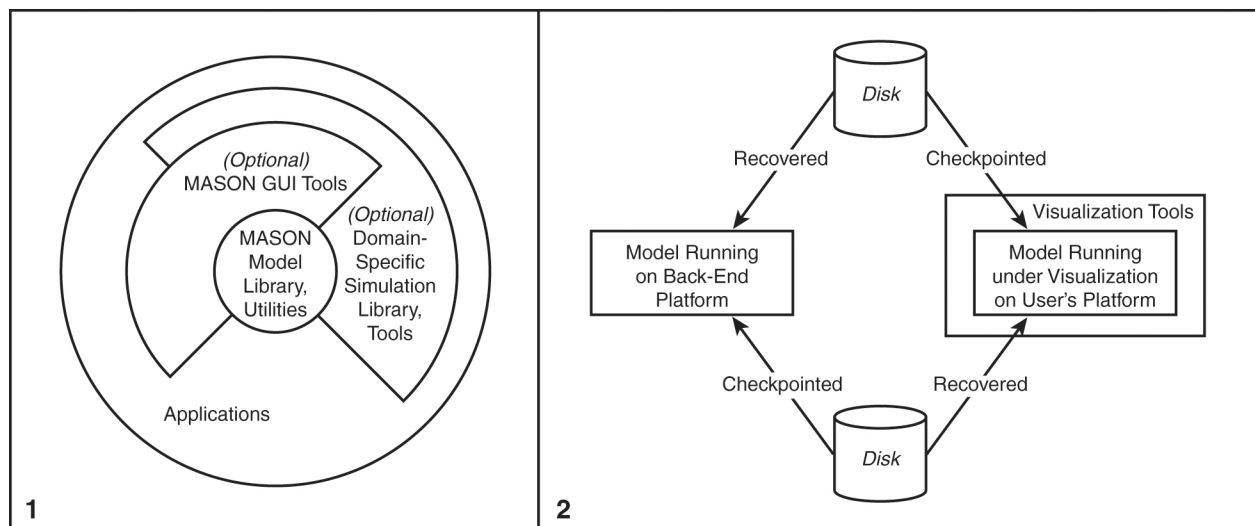 (Optional)
MASON GUI Tools
(Optional)
Domain-
Specific
Simulation
Library,
Tools
MASON
Model
Library,
Utilities
Applications
1
Disk
Recovered
Checkpointed
Visualization Tools
Model Running
on Back-End
Platform
Model Running
under Visualization
on User's Platform
Checkpointed
Recovered
Disk
2